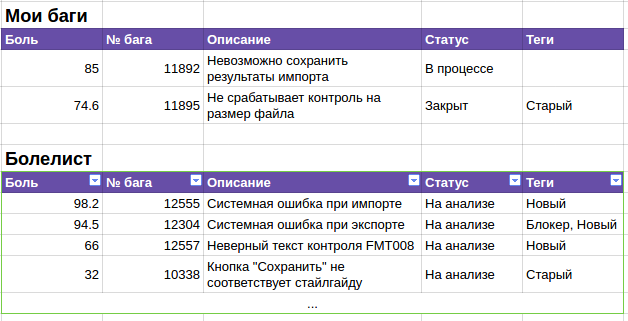 Мои баги
Боль № бага Описание Статус Теги
85 11892 Невозможно сохранить результаты импорта В процессе
74.6 11895 Не срабатывает контроль на размер файла Закрыт Старый
Болелист
Боль № бага Описание Статус Теги
98.2 12555 Системная ошибка при импорте На анализе Новый
94.5 12304 Системная ошибка при экспорте На анализе Блокер, Новый
66 12557 Неверный текст контроля FMT008 На анализе Новый
32 10338 Кнопка "Сохранить" не соответствует стайлгайду На анализе Старый
...